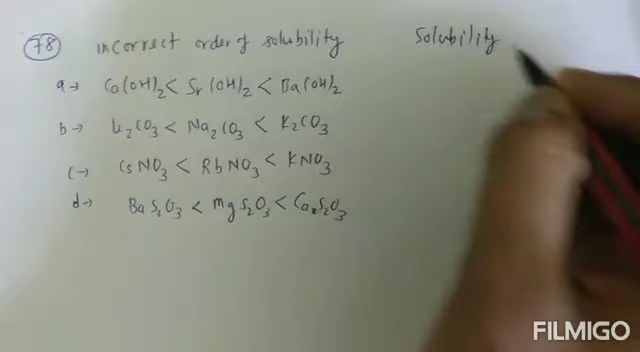 78 incorrect order of solubility
Solubility
a→ Ca(OH)2 < Sr(OH)2 < Ba(OH)2
b→ Li2CO3 < Na2CO3 < K2CO3
c→ CsNO3 < RbNO3 < KNO3
d→ BaS2O3 < MgS2O3 < CaS2O3
FILMIGO